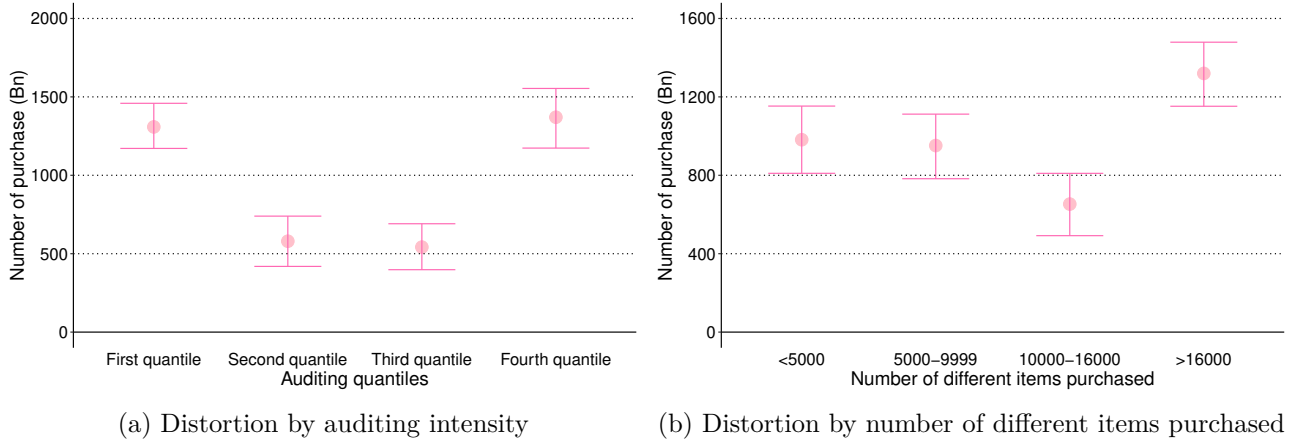 2000
1500
1000
500
0
Number of purchase (Bn)
First quantile
Second quantile
Third quantile
Fourth quantile
Auditing quantiles
(a) Distortion by auditing intensity
1600
1200
800
400
0
Number of purchase (Bn)
<5000
5000−9999
10000−16000
>16000
Number of different items purchased
(b) Distortion by number of different items purchased